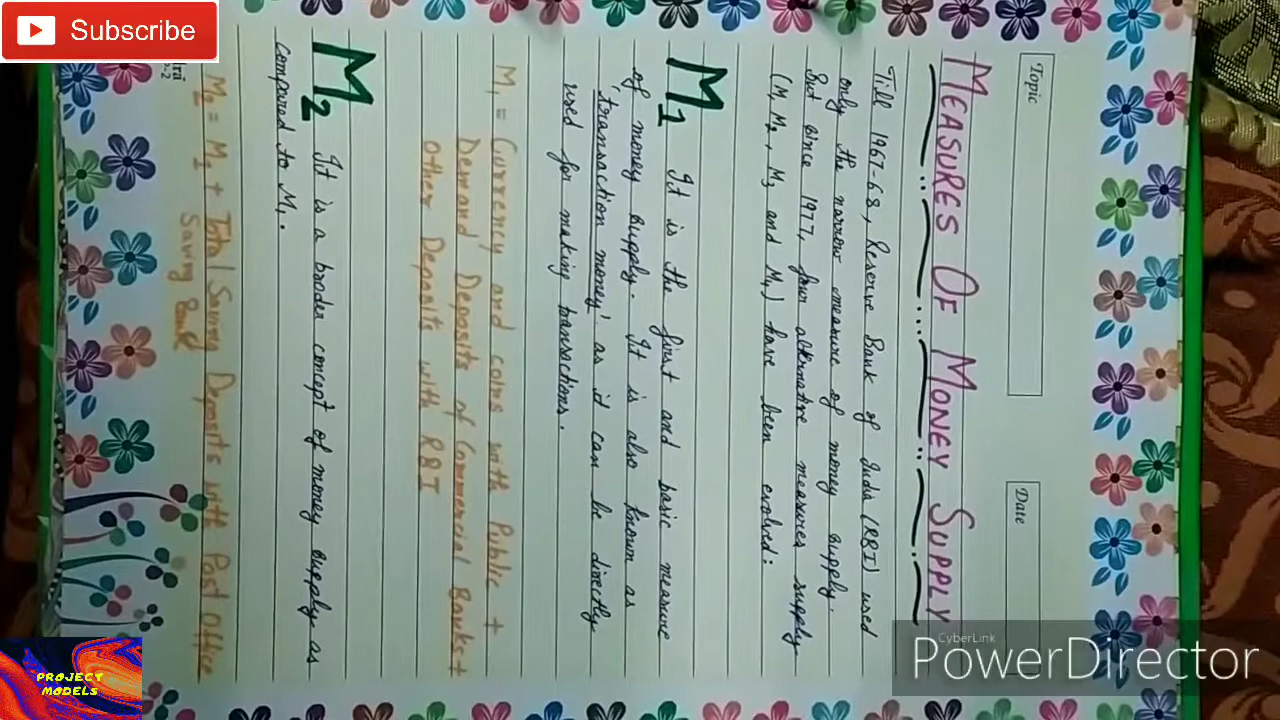 Subscribe
Topic
Date
MEASURES OF MONEY SUPPLY
Till 1967-68, Reserve Bank of India (RBI) used
only the narrow measure of money supply.
But since 1977, four alternative measures supply
(M1 M2, M3 and M4) have been evolved:
M1 It is the first and basic measure
of money supply. It is also known as
'transaction money' as it can be directly
used for making transactions.
M1 = Currency and coins with Public +
Demand Deposits of Commercial Banks +
Other Deposits with RBI
M2 It is a broder concept of money supply as
compared to M1.
M2 = M1 + Total Saving Deposits with Post Office
Saving Bank
CyberLink
PowerDirector
PROJECT
MODELS